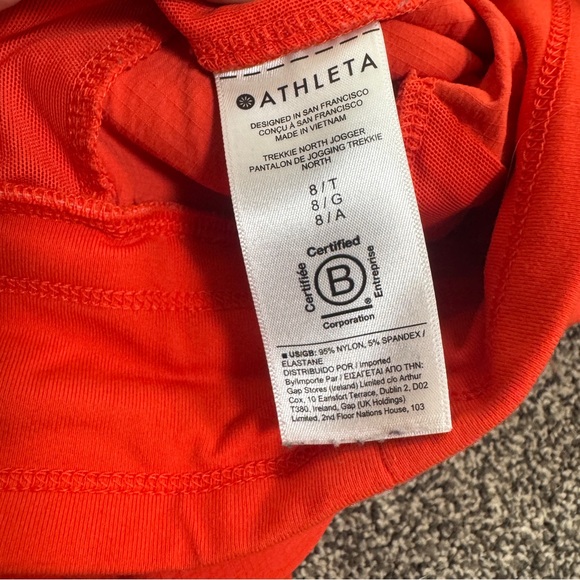 ATHLETA
DESIGNED IN SAN FRANCISCO
CONÇU À SAN FRANCISCO
MADE IN VIETNAM
TREKKIE NORTH JOGGER
PANTALON DE JOGGING TREKKIE
NORTH
8/T
8/G
8/A
Certified
Certifiée
B
Entreprise
®
Corporation
■ US/GB: 95% NYLON, 5% SPANDEX /
ELASTANE
DISTRIBUÍDO POR / Imported
By/Importe Par / ΕΙΣΑΓΕΤΑΙ ΑΠΟ ΤΗΝ:
Gap Stores (Ireland) Limited c/o Arthur
Cox, 10 Earlsfort Terrace, Dublin 2, D02
T380, Ireland, Gap (UK Holdings)
Limited, 2nd Floor Nations House, 103